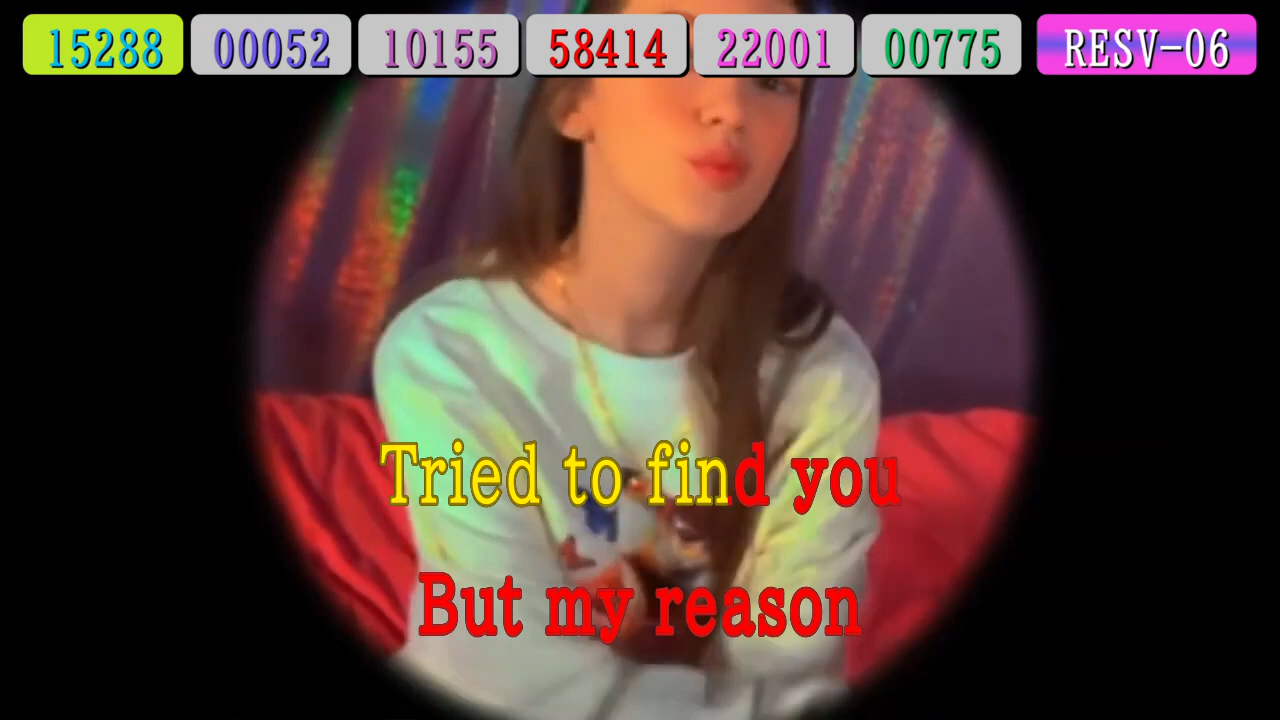 15288 00052 10155 58414 22001 00775 RESV-06
Tried to find you
But my reason